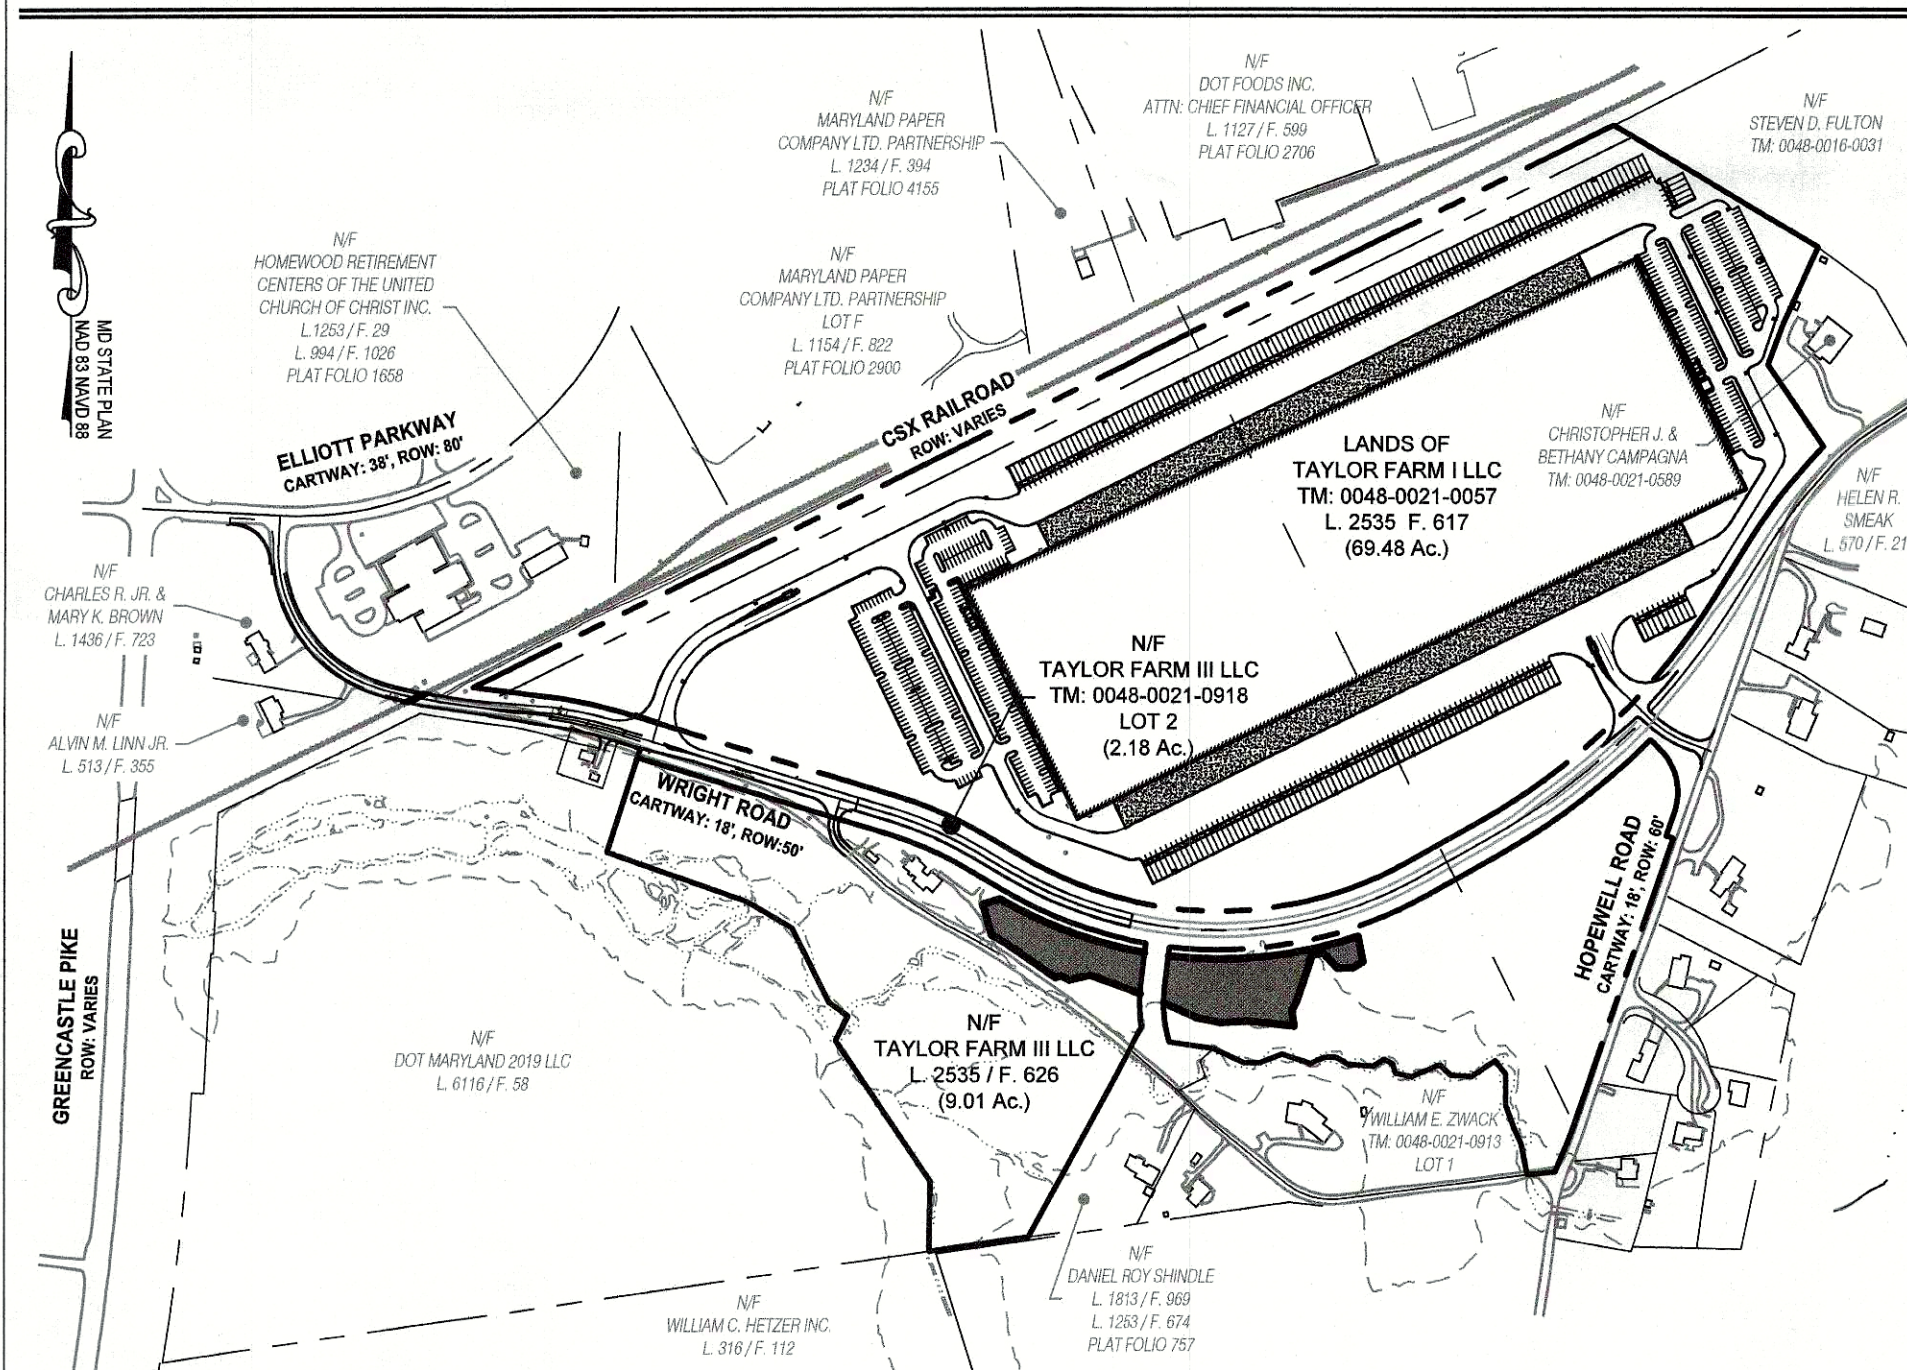 N/F
DOT FOODS INC.
ATTN: CHIEF FINANCIAL OFFICER
L. 1127 / F. 599
PLAT FOLIO 2706
N/F
MARYLAND PAPER
COMPANY LTD. PARTNERSHIP
L. 1234 / F. 394
PLAT FOLIO 4155
N/F
STEVEN D. FULTON
TM: 0048-0016-0031
N/F
HOMEWOOD RETIREMENT
CENTERS OF THE UNITED
CHURCH OF CHRIST INC.
L.1253 / F. 29
L. 994 / F. 1026
PLAT FOLIO 1658
N/F
MARYLAND PAPER
COMPANY LTD. PARTNERSHIP
LOT F
L. 1154 / F. 822
PLAT FOLIO 2900
MD STATE PLAN
NAD 83 NAVD 88
ELLIOTT PARKWAY
CARTWAY: 38', ROW: 80'
CSX RAILROAD
ROW: VARIES
LANDS OF
TAYLOR FARM I LLC
TM: 0048-0021-0057
L. 2535 F. 617
(69.48 Ac.)
N/F
CHRISTOPHER J. &
BETHANY CAMPAGNA
TM: 0048-0021-0589
N/F
HELEN R.
SMEAK
L. 570 / F. 21
N/F
CHARLES R. JR. &
MARY K. BROWN
L. 1436 / F. 723
N/F
TAYLOR FARM III LLC
TM: 0048-0021-0918
LOT 2
(2.18 Ac.)
N/F
ALVIN M. LINN JR.
L. 513 / F. 355
WRIGHT ROAD
CARTWAY: 18', ROW:50'
HOPEWELL ROAD
CARTWAY: 18', ROW: 60'
GREENCASTLE PIKE
ROW: VARIES
N/F
DOT MARYLAND 2019 LLC
L. 6116 / F. 58
N/F
TAYLOR FARM III LLC
L. 2535 / F. 626
(9.01 Ac.)
N/F
WILLIAM E. ZWACK
TM: 0048-0021-0913
LOT 1
N/F
DANIEL ROY SHINDLE
L. 1813 / F. 969
L. 1253 / F. 674
PLAT FOLIO 757
N/F
WILLIAM C. HETZER INC.
L. 316 / F. 112